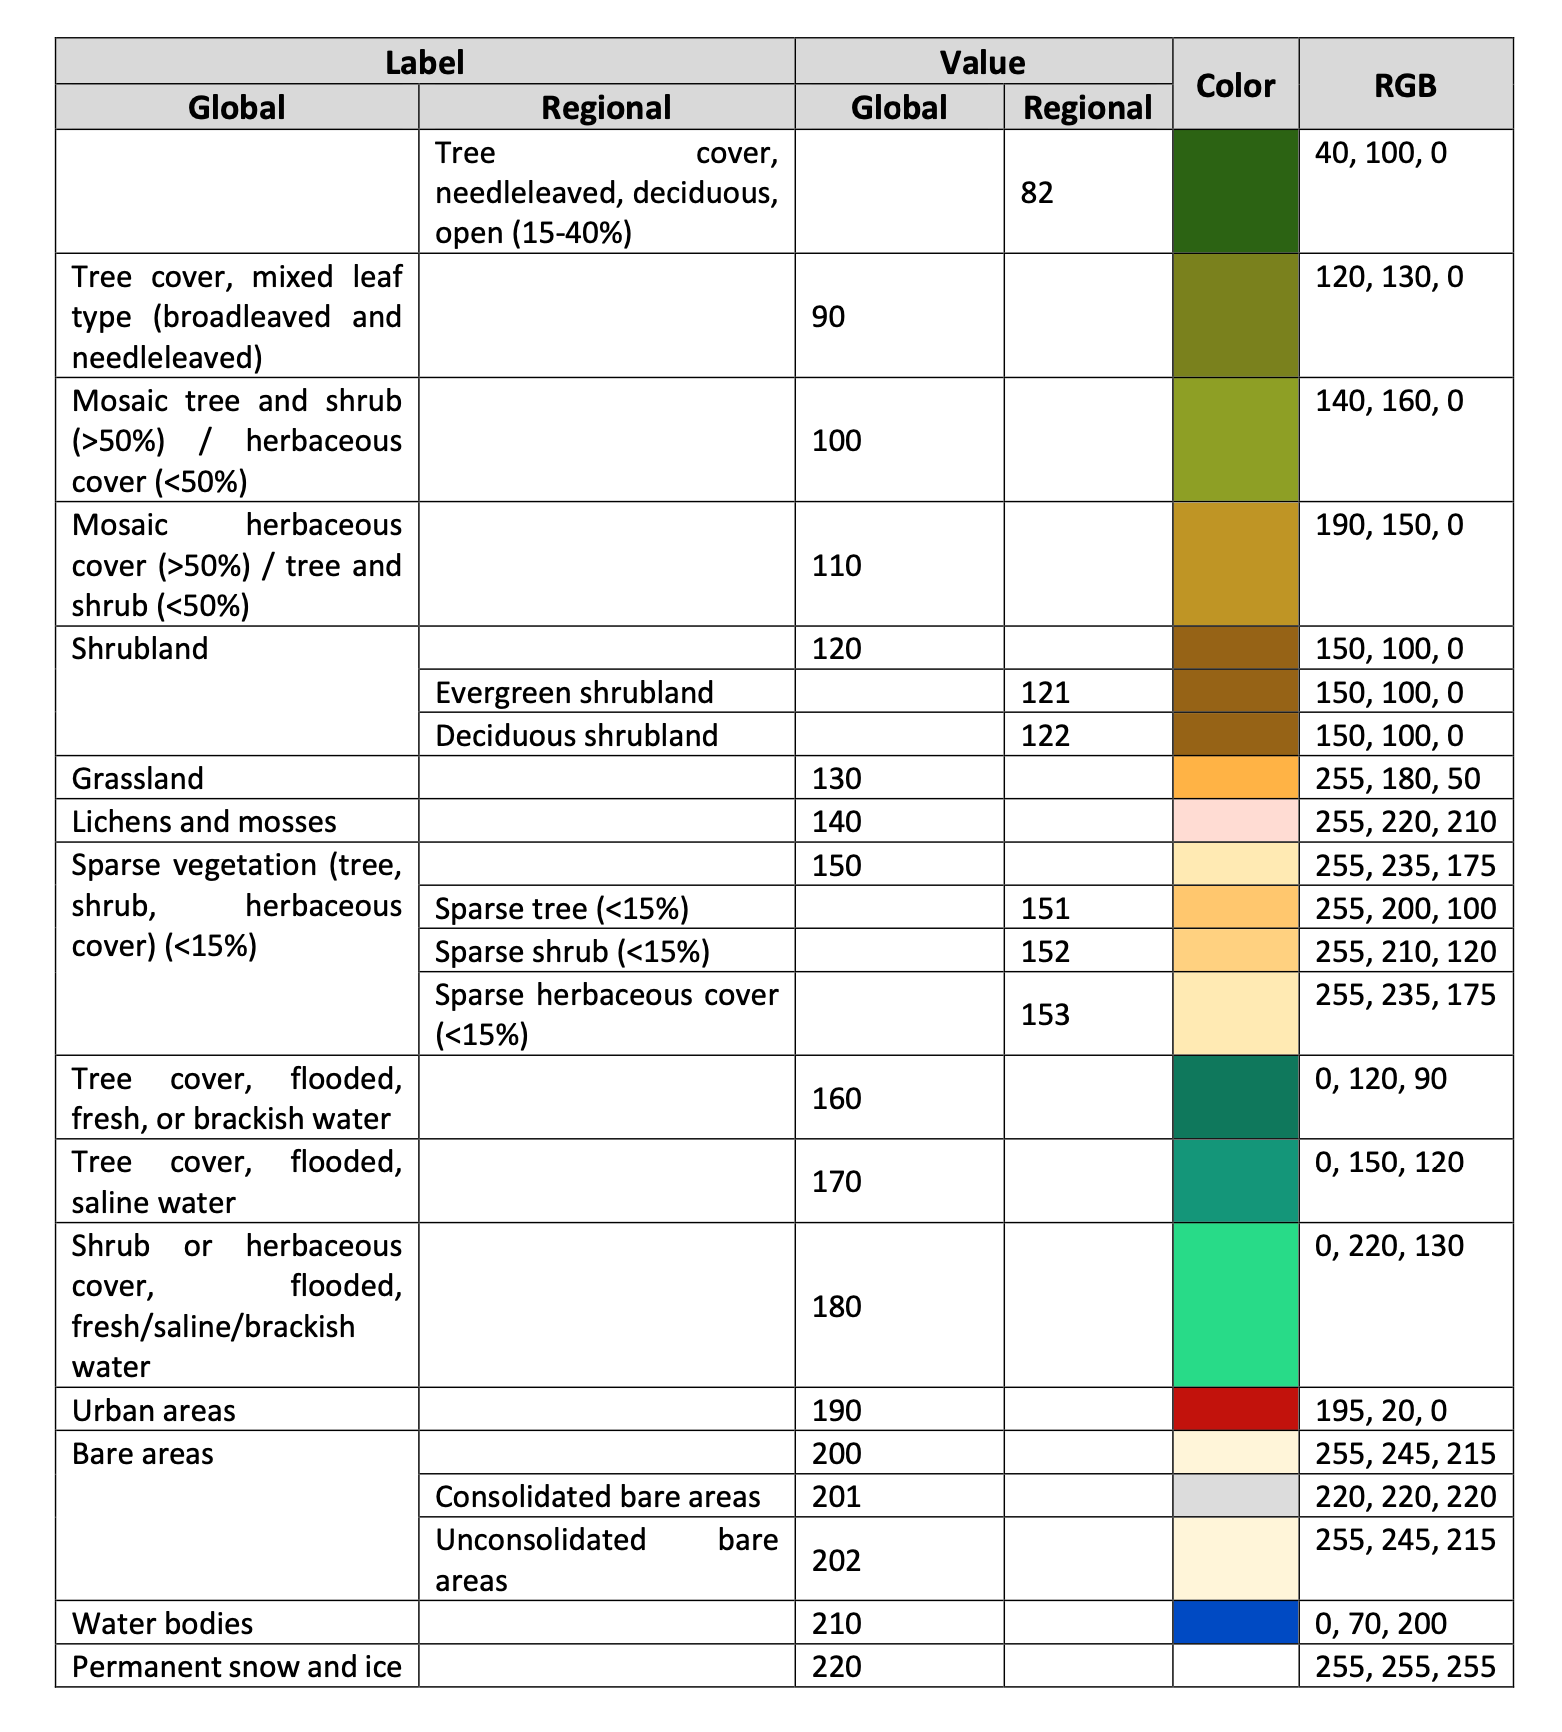 Label Value Color RGB
Global Regional Global Regional
Tree cover, needleleaved, deciduous, open (15-40%) 82 40, 100, 0
Tree cover, mixed leaf type (broadleaved and needleleaved) 90 120, 130, 0
Mosaic tree and shrub (>50%) / herbaceous cover (<50%) 100 140, 160, 0
Mosaic herbaceous cover (>50%) / tree and shrub (<50%) 110 190, 150, 0
Shrubland 120 150, 100, 0
Evergreen shrubland 121 150, 100, 0
Deciduous shrubland 122 150, 100, 0
Grassland 130 255, 180, 50
Lichens and mosses 140 255, 220, 210
Sparse vegetation (tree, shrub, herbaceous cover) (<15%) 150 255, 235, 175
Sparse tree (<15%) 151 255, 200, 100
Sparse shrub (<15%) 152 255, 210, 120
Sparse herbaceous cover (<15%) 153 255, 235, 175
Tree cover, flooded, fresh, or brackish water 160 0, 120, 90
Tree cover, flooded, saline water 170 0, 150, 120
Shrub or herbaceous cover, flooded, fresh/saline/brackish water 180 0, 220, 130
Urban areas 190 195, 20, 0
Bare areas 200 255, 245, 215
Consolidated bare areas 201 220, 220, 220
Unconsolidated bare areas 202 255, 245, 215
Water bodies 210 0, 70, 200
Permanent snow and ice 220 255, 255, 255